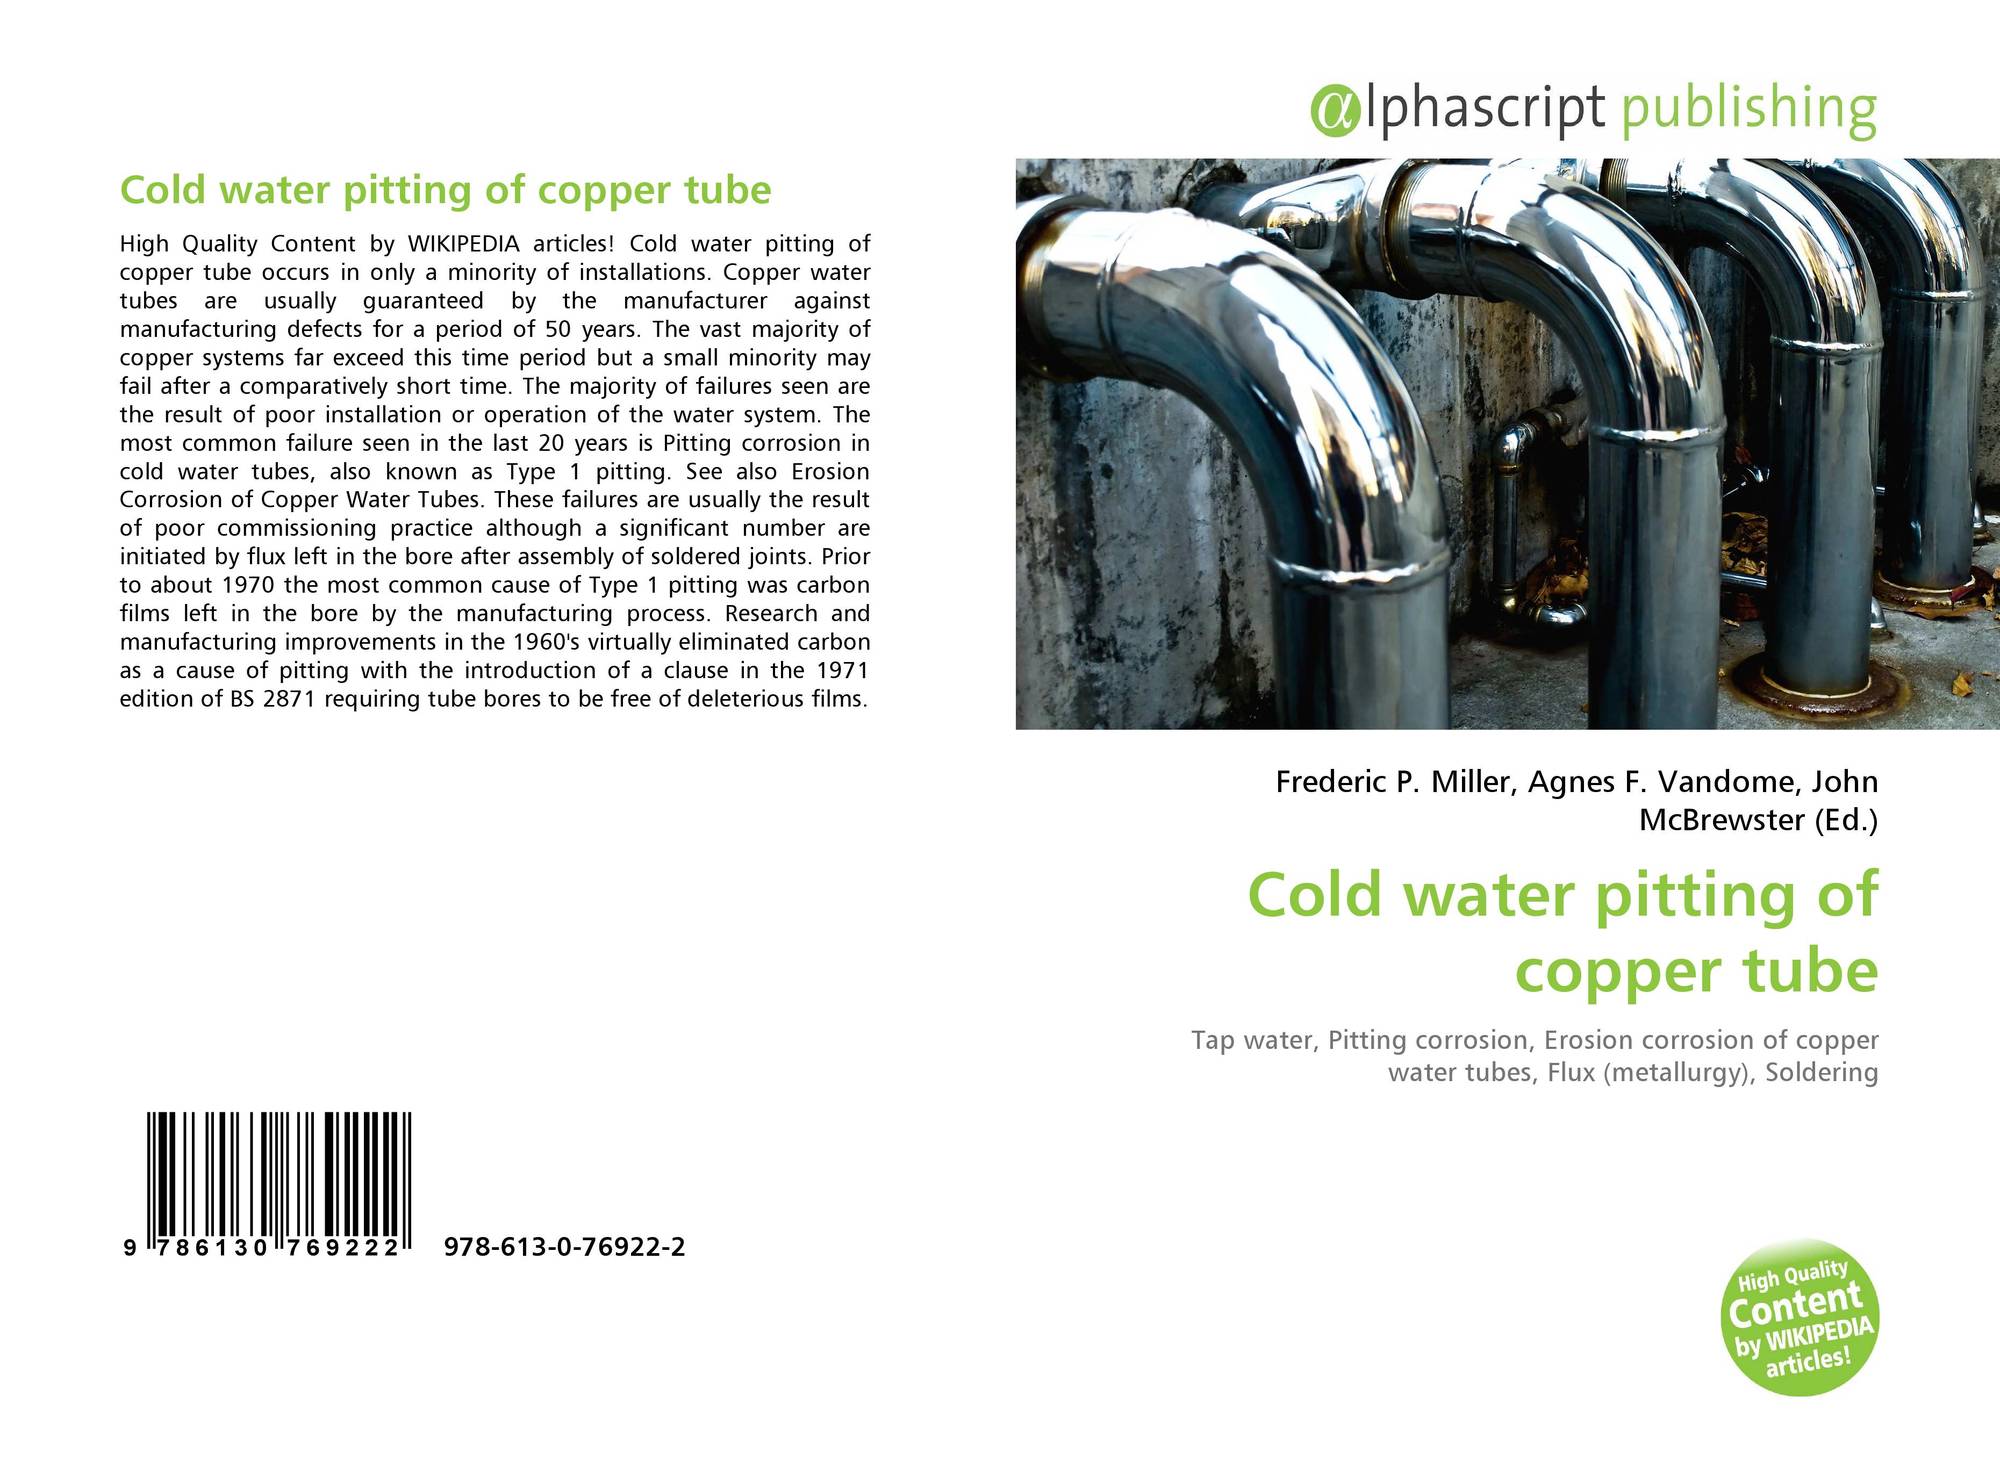 αlphascript publishing
Cold water pitting of copper tube
High Quality Content by WIKIPEDIA articles! Cold water pitting of
copper tube occurs in only a minority of installations. Copper water
tubes are usually guaranteed by the manufacturer against
manufacturing defects for a period of 50 years. The vast majority of
copper systems far exceed this time period but a small minority may
fail after a comparatively short time. The majority of failures seen are
the result of poor installation or operation of the water system. The
most common failure seen in the last 20 years is Pitting corrosion in
cold water tubes, also known as Type 1 pitting. See also Erosion
Corrosion of Copper Water Tubes. These failures are usually the result
of poor commissioning practice although a significant number are
initiated by flux left in the bore after assembly of soldered joints. Prior
to about 1970 the most common cause of Type 1 pitting was carbon
films left in the bore by the manufacturing process. Research and
manufacturing improvements in the 1960's virtually eliminated carbon
as a cause of pitting with the introduction of a clause in the 1971
edition of BS 2871 requiring tube bores to be free of deleterious films.
Frederic P. Miller, Agnes F. Vandome, John
McBrewster (Ed.)
Cold water pitting of
copper tube
Tap water, Pitting corrosion, Erosion corrosion of copper
water tubes, Flux (metallurgy), Soldering
9 786130 769222
978-613-0-76922-2
High Quality
Content
by WIKIPEDIA
articles!